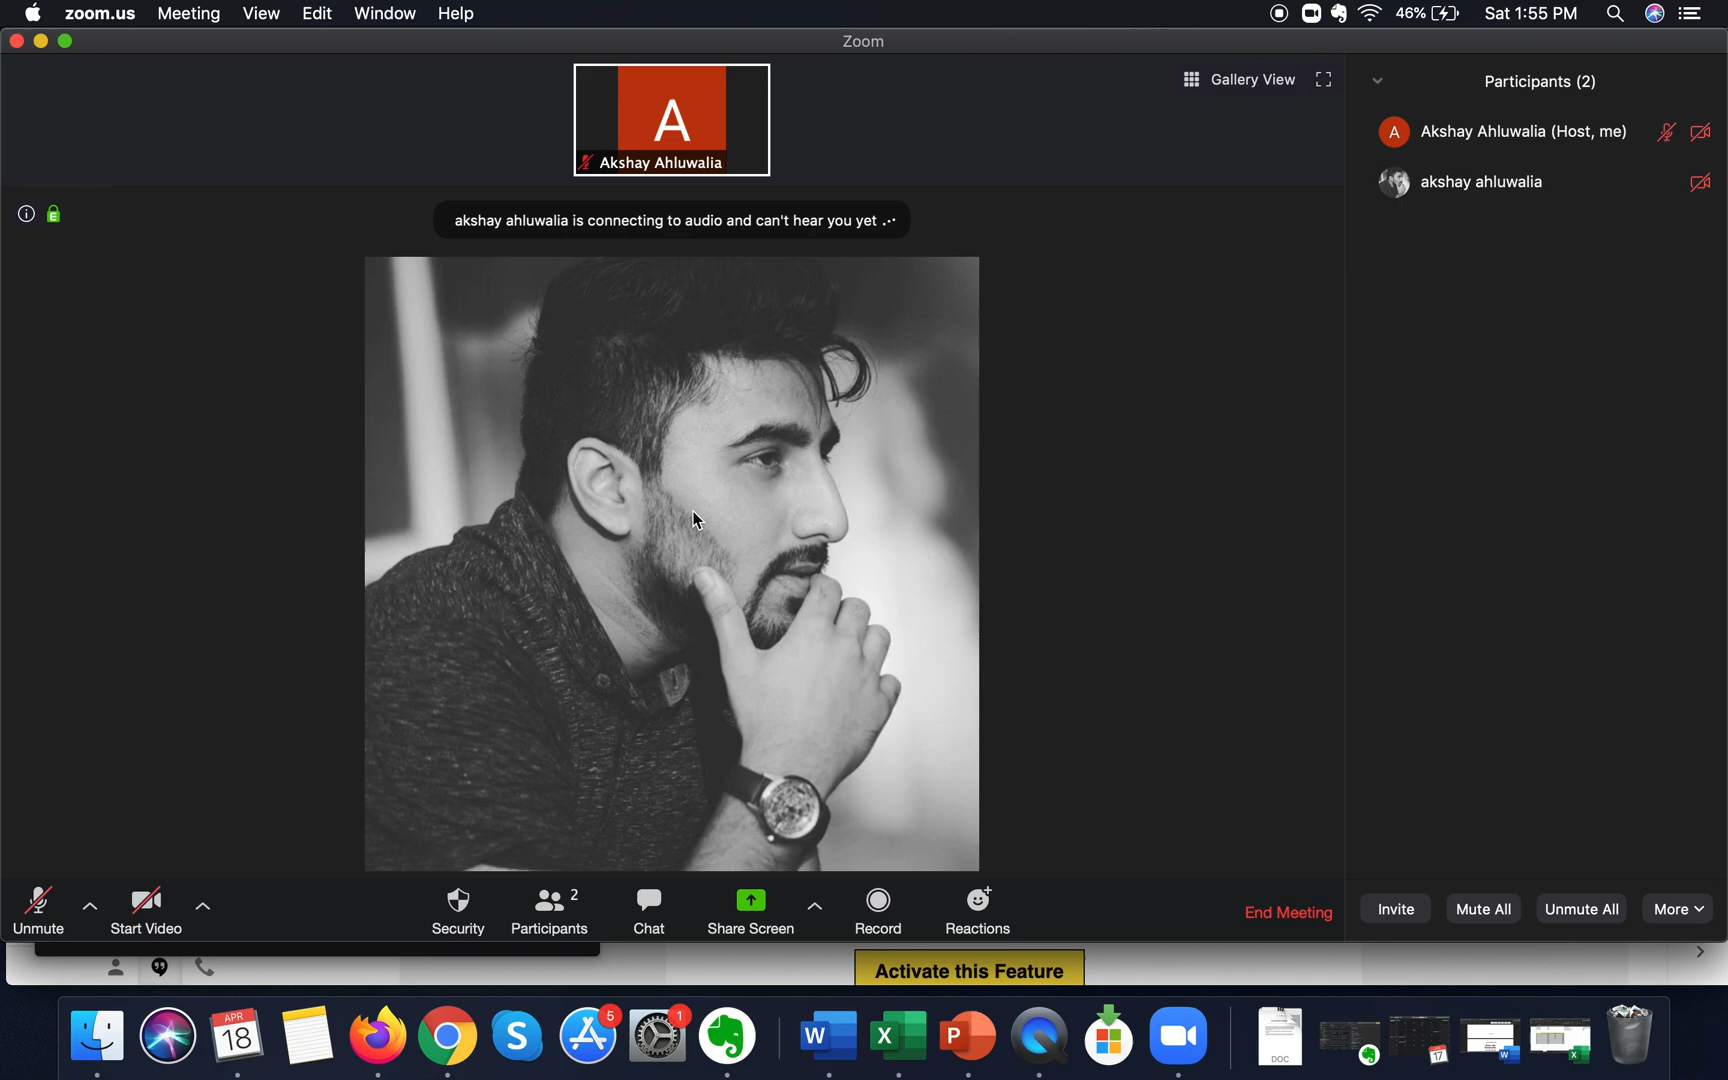 zoom.us Meeting View Edit Window Help 46% Sat 1:55 PM
Zoom
Gallery View
A
Akshay Ahluwalia
Participants (2)
A Akshay Ahluwalia (Host, me)
akshay ahluwalia
E
akshay ahluwalia is connecting to audio and can't hear you yet
2
Unmute Start Video Security Participants Chat Share Screen Record Reactions End Meeting
Invite Mute All Unmute All More
Activate this Feature
APR
18
S
5
1
W
X
P
DOC
17
W
X